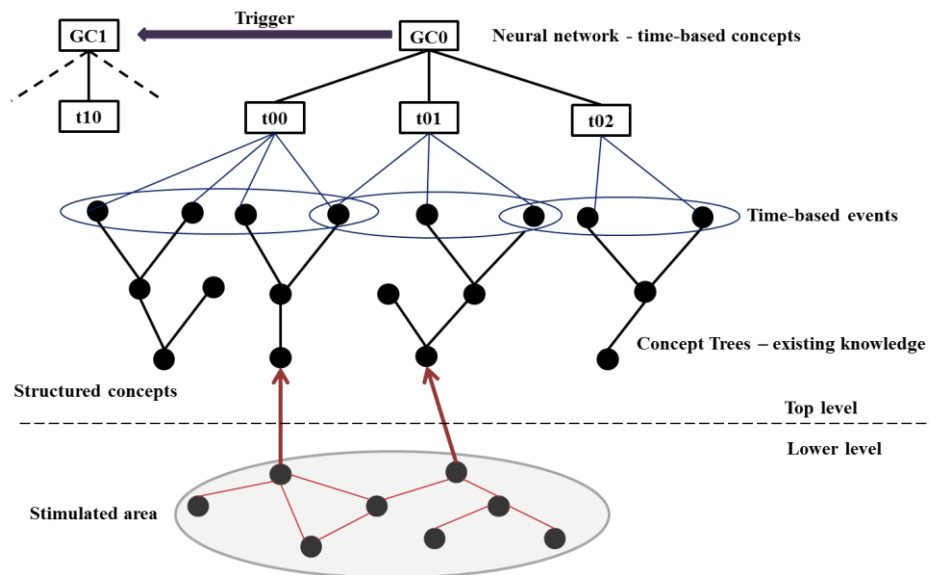 Trigger
GC1
GC0
Neural network - time-based concepts
t10
t00
t01
t02
Time-based events
Concept Trees – existing knowledge
Structured concepts
Top level
Lower level
Stimulated area